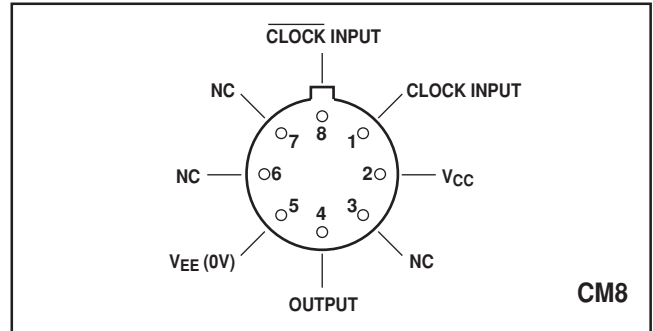 CLOCK INPUT
NC
CLOCK INPUT
7
8
1
NC
6
2
VCC
5
4
3
VEE (0V)
NC
OUTPUT
CM8